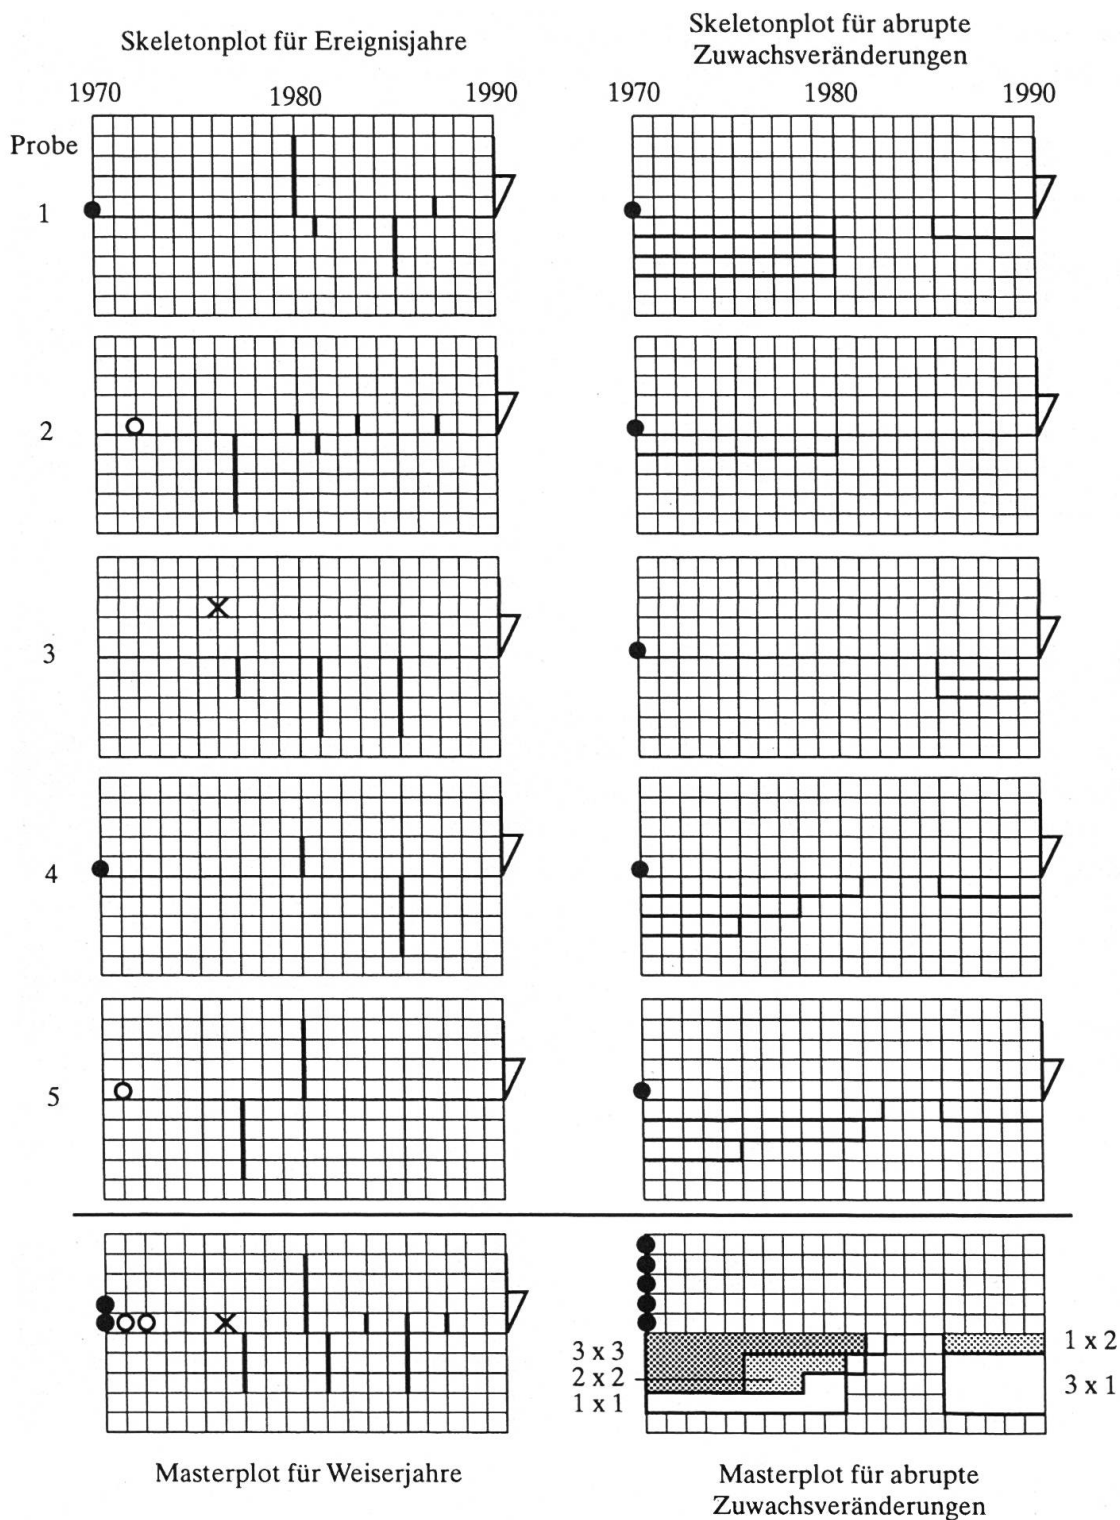 Skeletonplot für Ereignisjahre
Skeletonplot für abrupte
Zuwachsveränderungen
1970 1980 1990
1970 1980 1990
Probe
1
2
3
4
5
3 x 3
2 x 2
1 x 1
1 x 2
3 x 1
Masterplot für Weiserjahre
Masterplot für abrupte
Zuwachsveränderungen